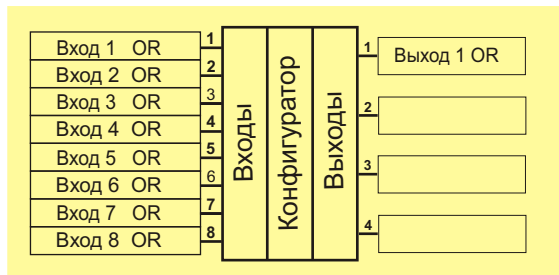 Вход 1 OR 1
Вход 2 OR 2
Вход 3 OR 3
Вход 4 OR 4
Вход 5 OR 5
Вход 6 OR 6
Вход 7 OR 7
Вход 8 OR 8
Входы
Конфигуратор
Выходы
1 Выход 1 OR
2
3
4